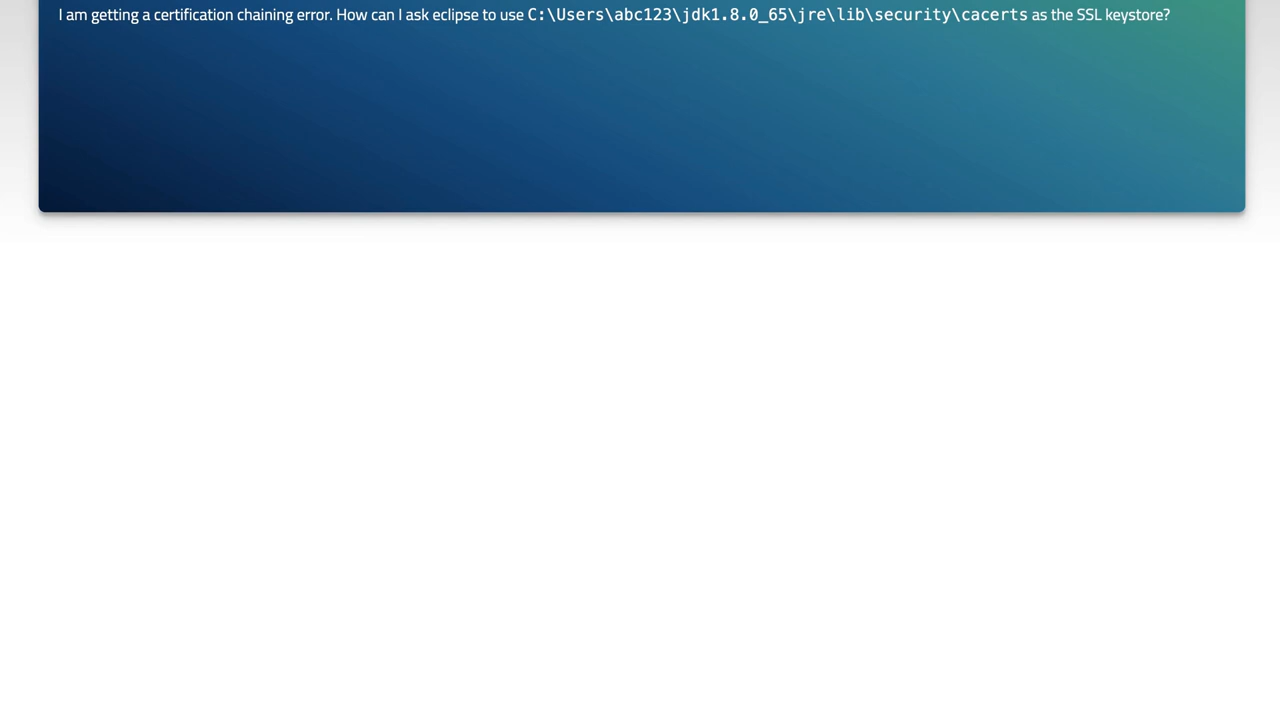 I am getting a certification chaining error. How can I ask eclipse to use C:\Users\abc123\jdk1.8.0_65\jre\lib\security\cacerts as the SSL keystore?